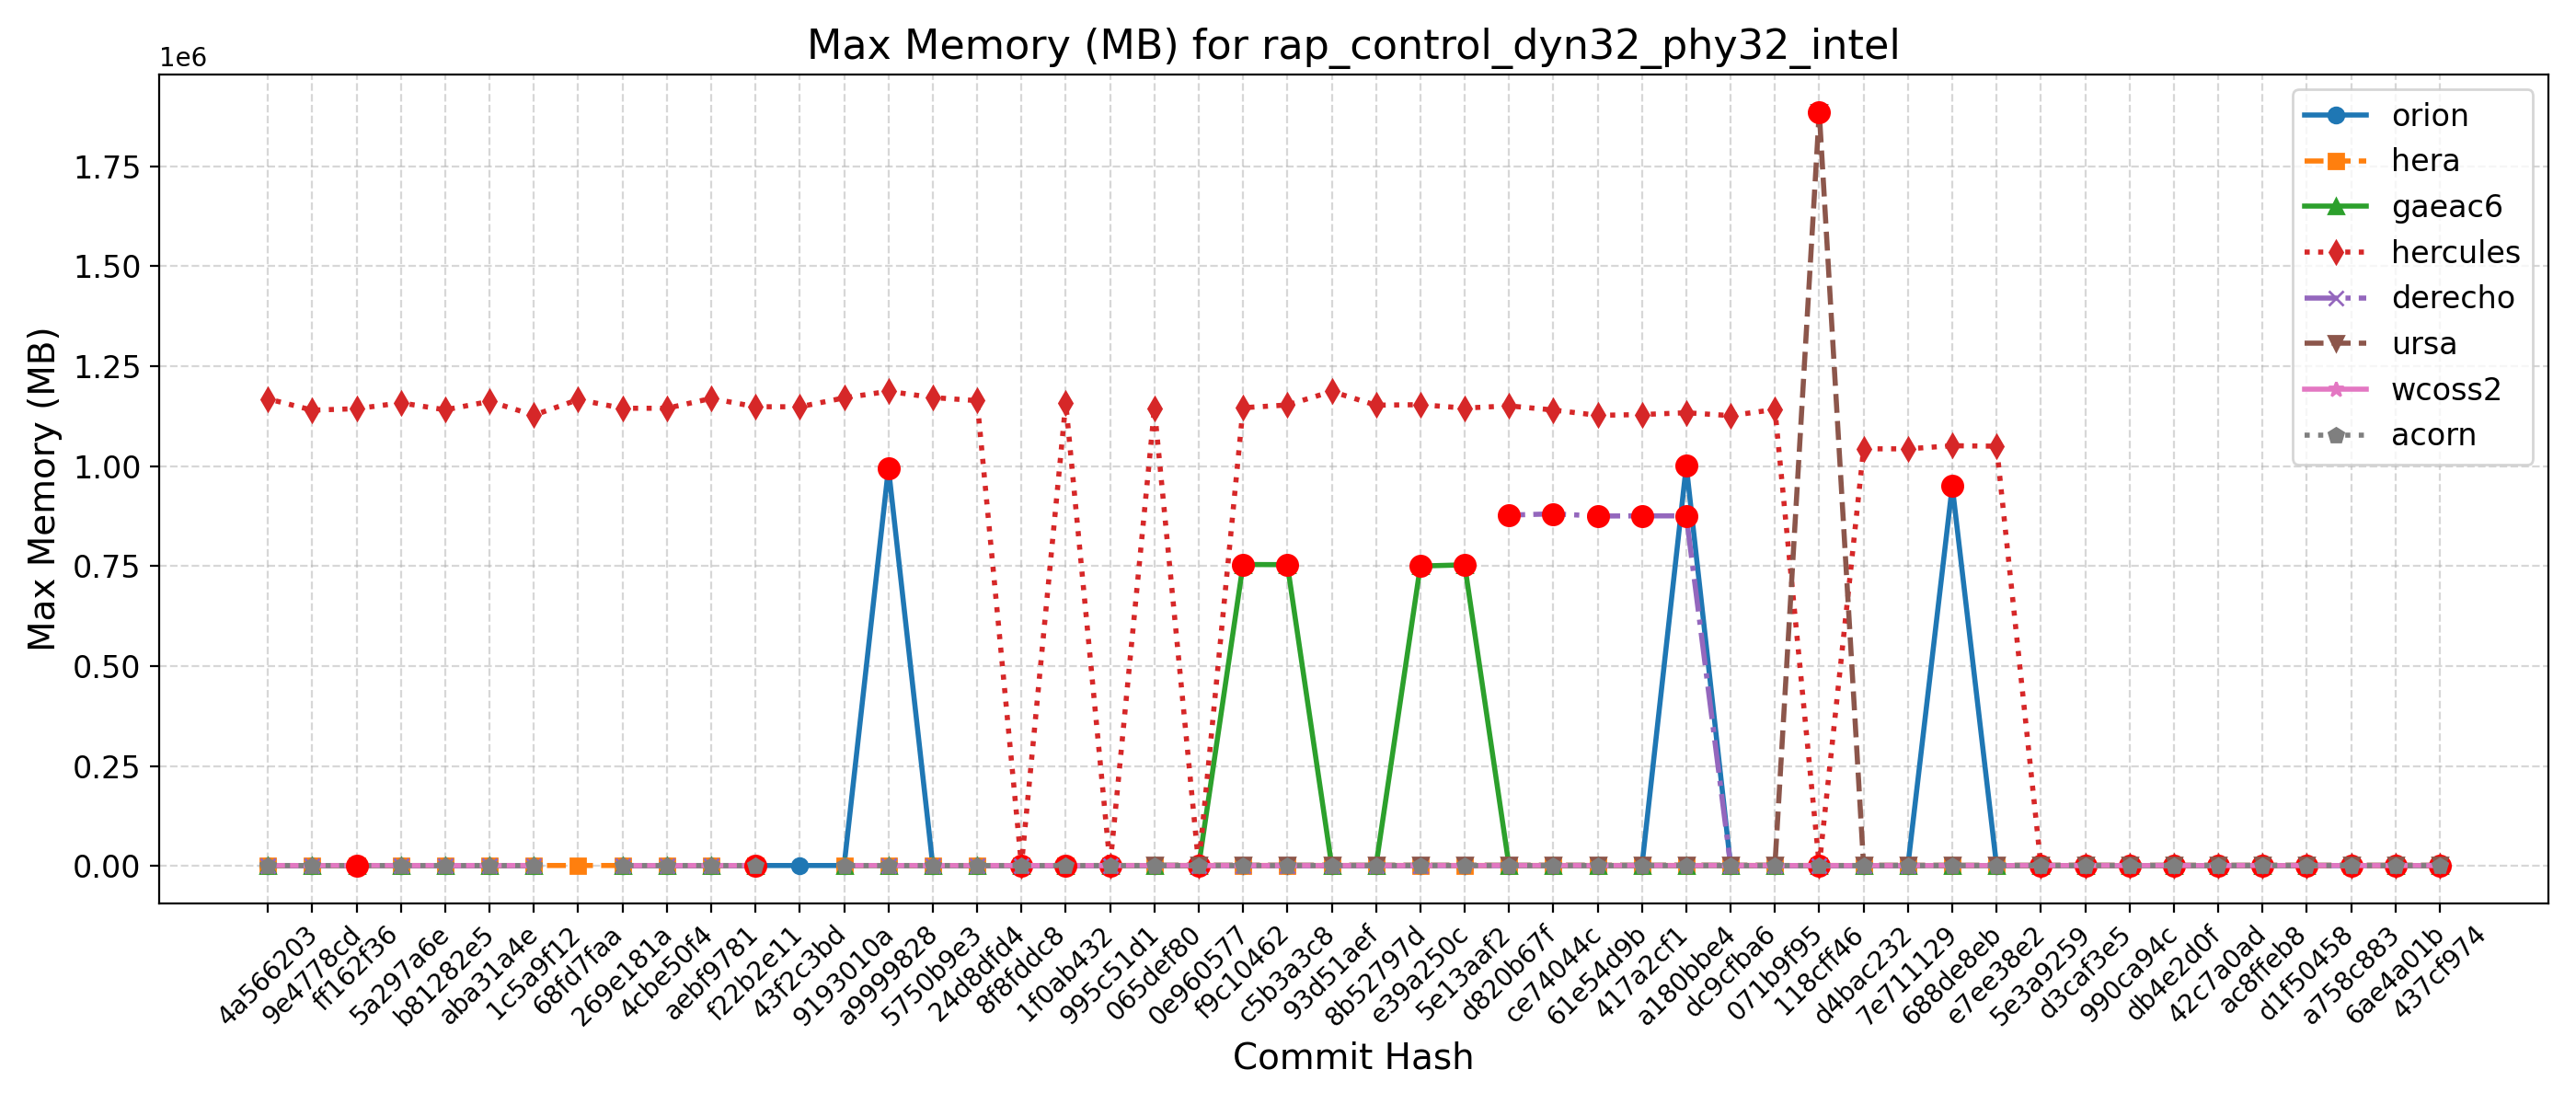 Max Memory (MB) for rap_control_dyn32_phy32_intel
1e6
Max Memory (MB)
1.75
1.50
1.25
1.00
0.75
0.50
0.25
0.00
orion
hera
gaeac6
hercules
derecho
ursa
wcoss2
acorn
4a566203
9e4778cd
ff162f36
5a297a6e
b81282e5
aba31a4e
1c5a9f12
68fd7faa
269e181a
4cbe50f4
aebf9781
f22b2e11
43f2c3bd
9193010a
a9999828
5750b9e3
24d8dfd4
8f8fddc8
1f0ab432
995c51d1
065def80
0e960577
f9c10462
c5b3a3c8
93d51aef
8b52797d
e39a250c
5e13aaf2
d820b67f
ce74044c
61e54d9b
417a2cf1
a180bbe4
dc9cfba6
071b9f95
118cff46
d4bac232
7e711129
688de8eb
e7ee38e2
5e3a9259
d3caf3e5
990ca94c
db4e2d0f
42c7a0ad
ac8ffeb8
d1f50458
a758c883
6ae4a01b
437cf974
Commit Hash